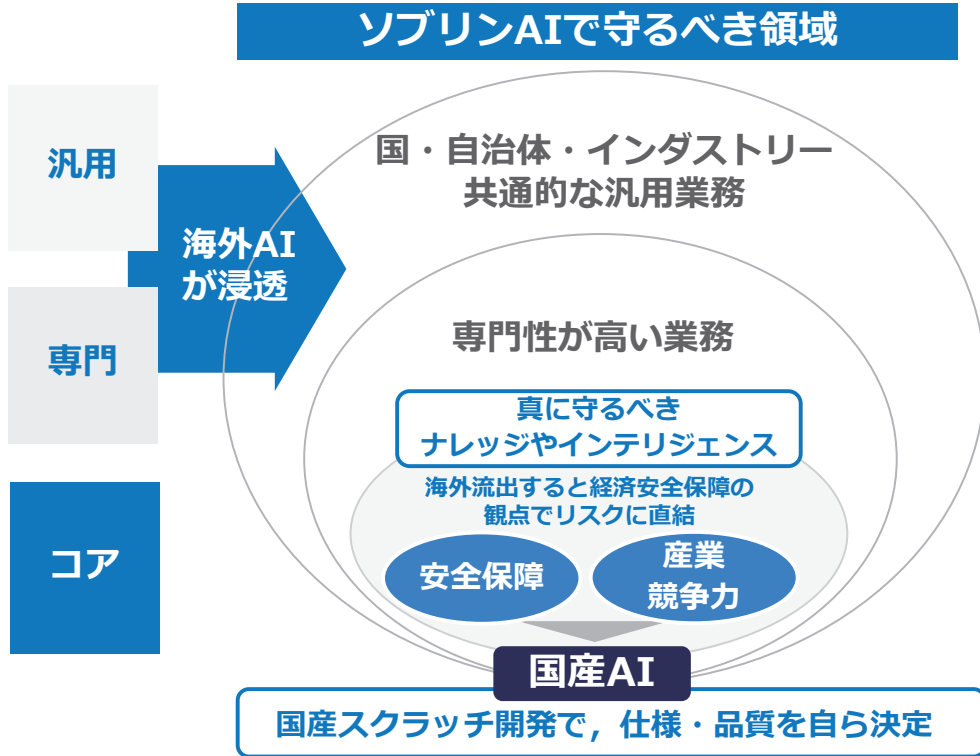 ソブリンAIで守るべき領域
汎用
専門
コア
海外AI
が浸透
国・自治体・インダストリー
共通的な汎用業務
専門性が高い業務
真に守るべき
ナレッジやインテリジェンス
海外流出すると経済安全保障の
観点でリスクに直結
安全保障
産業
競争力
国産AI
国産スクラッチ開発で，仕様・品質を自ら決定